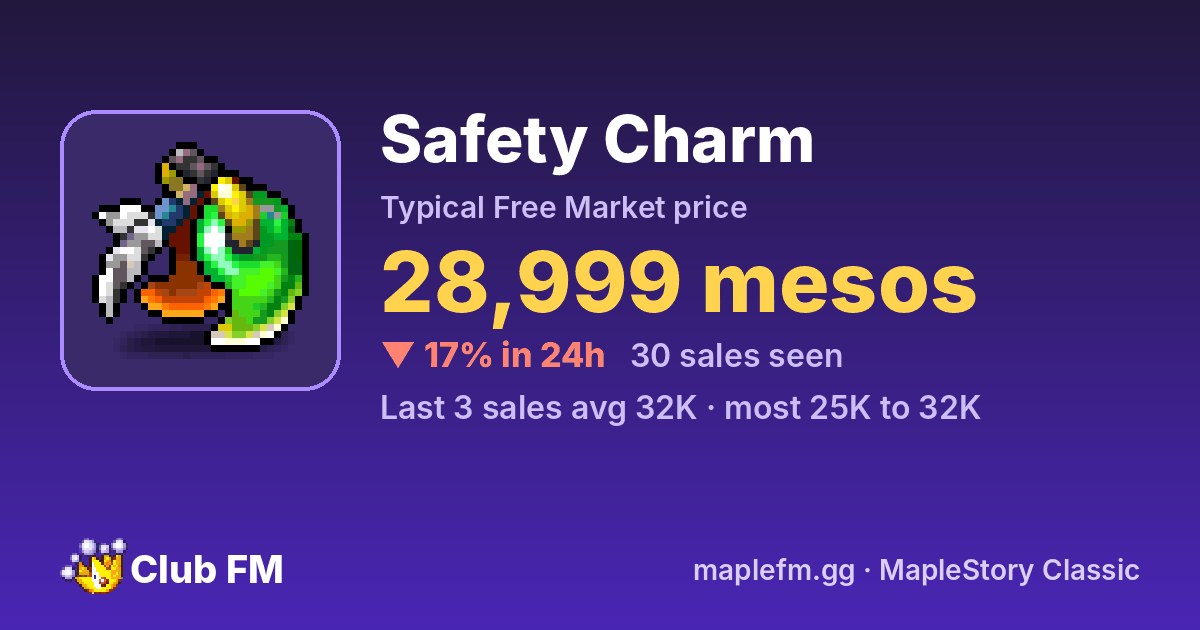 Safety Charm
Typical Free Market price
28,999 mesos
▼ 17% in 24h 30 sales seen
Last 3 sales avg 32K · most 25K to 32K
Club FM
maplefm.gg · MapleStory Classic